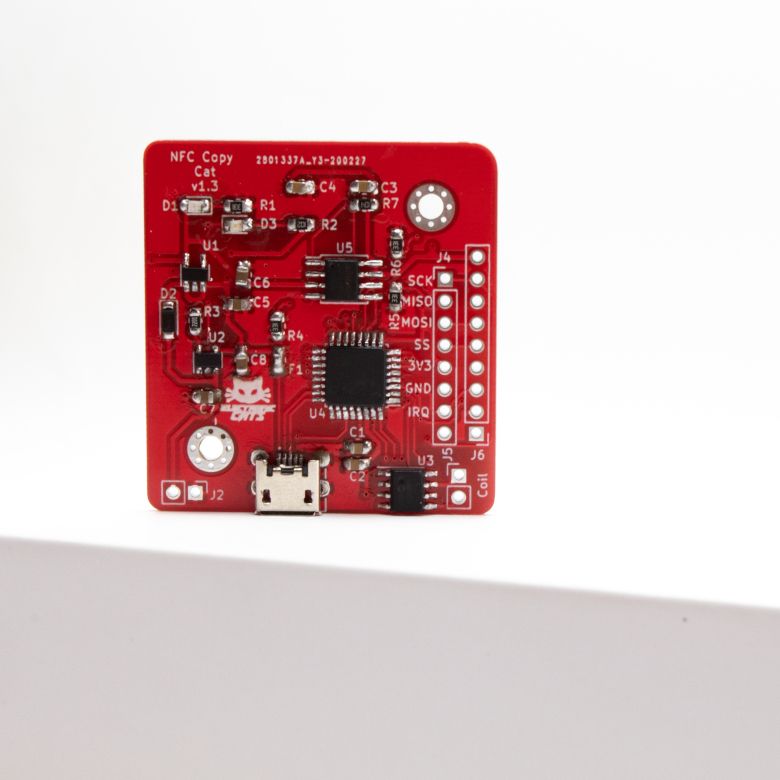 NFC Copy
Cat
v1.3
2801337A_Y3-200227
C4
C3
R7
D1
R1
D3
R2
U1
U5
R6
J4
SCK
C6
C5
D2
R3
R5
MISO
MOSI
U2
R4
SS
C8
F1
3V3
GND
C7
CATS
U4
IRQ
C1
C2
U3
J5
J6
J2
Coil